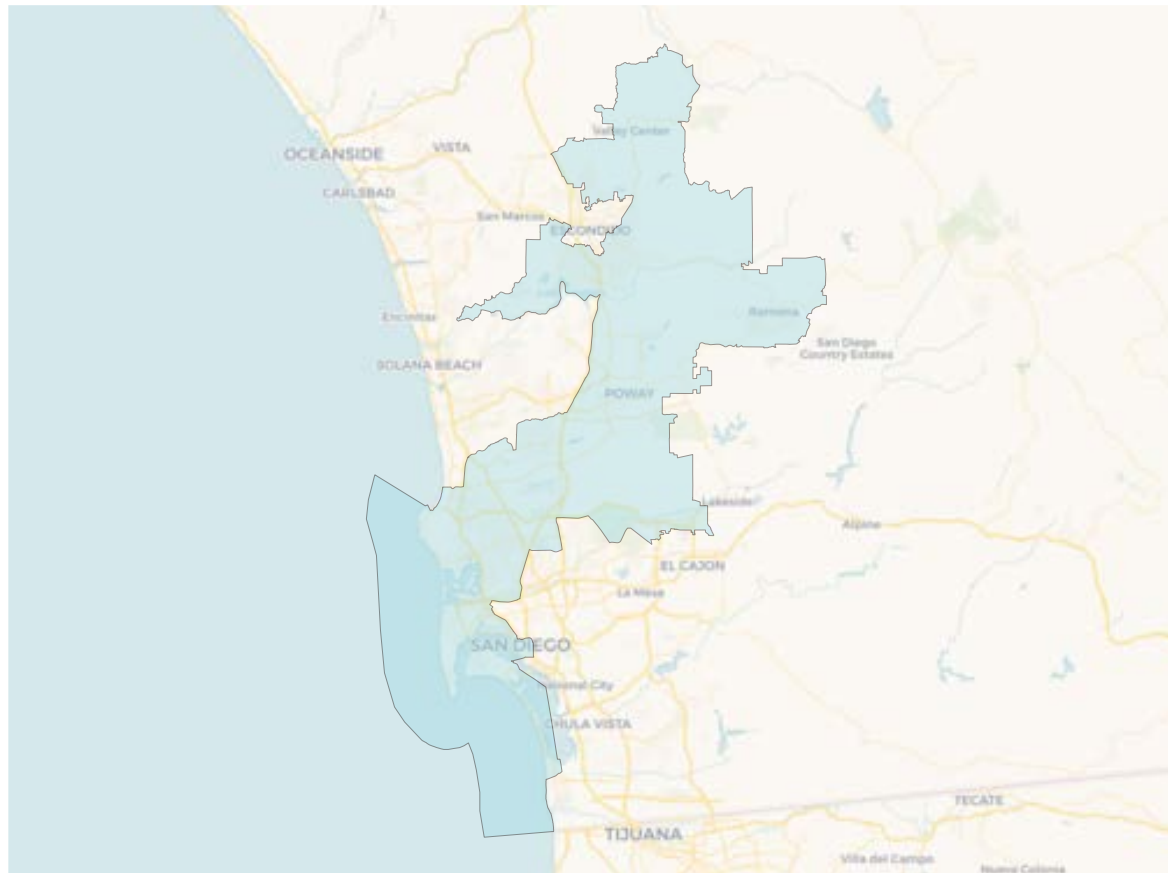 Valley Center
VISTA
OCEANSIDE
CARLSBAD
San Marcos
ESCONDIDO
Encinitas
Ramona
San Diego
Country Estates
SOLANA BEACH
POWAY
Lakeside
Alpine
EL CAJON
La Mesa
SAN DIEGO
National City
CHULA VISTA
TECATE
TIJUANA
Villa del Campo
Nueva Colonia